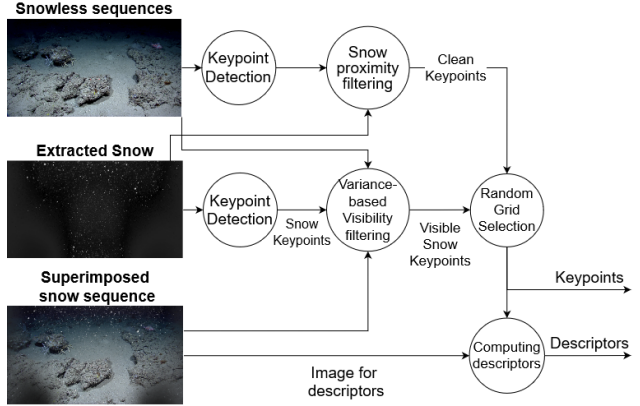 Snowless sequences
Keypoint
Detection
Snow
proximity
filtering
Clean
Keypoints
Extracted Snow
Keypoint
Detection
Snow
Keypoints
Variance-
based
Visibility
filtering
Visible
Snow
Keypoints
Random
Grid
Selection
Keypoints
Superimposed
snow sequence
Image for
descriptors
Computing
descriptors
Descriptors